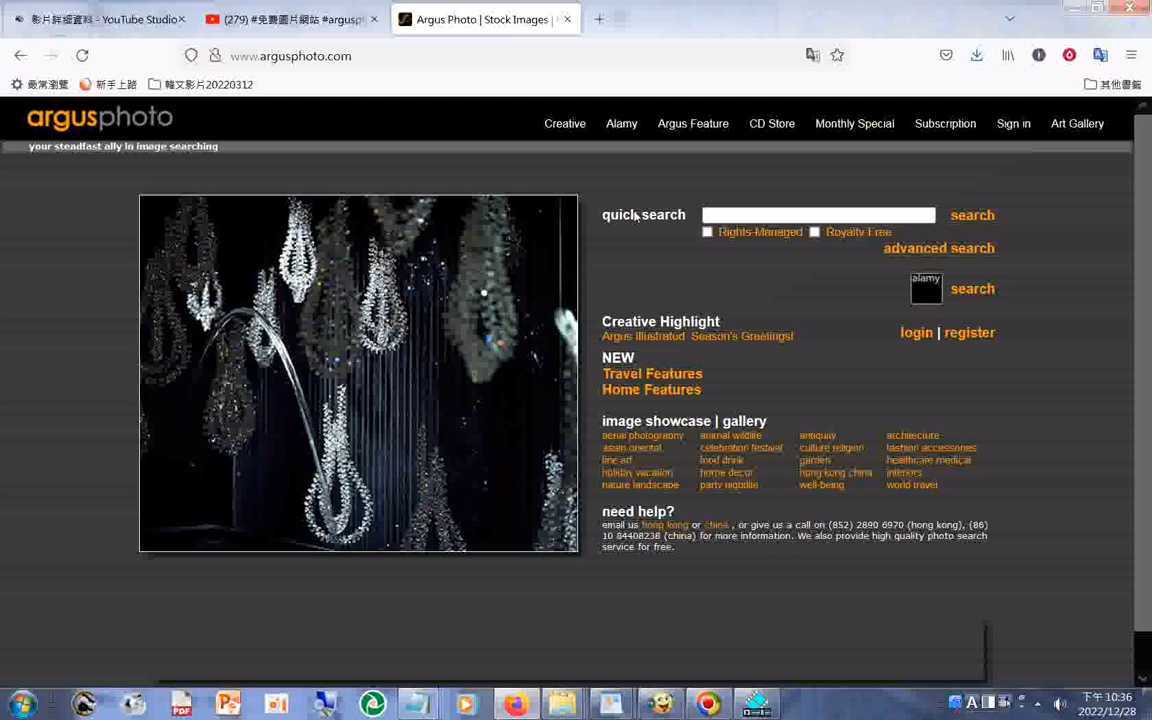 影片詳細資料 - YouTube Studio
(279) #免費圖片網站 #argusp
Argus Photo | Stock Images |
www.argusphoto.com
最常瀏覽
新手上路
韓文影片20220312
其他書籤
argusphoto
Creative
Alamy
Argus Feature
CD Store
Monthly Special
Subscription
Sign in
Art Gallery
your steadfast ally in image searching
quick search
search
Rights-Managed
Royalty Free
advanced search
alamy
search
Creative Highlight
Argus illustrated Season's Greetings!
login | register
NEW
Travel Features
Home Features
image showcase | gallery
aerial photography animal wildlife antiquity architecture
asian oriental celebration festival culture religion fashion accessories
fine art food drink garden healthcare medical
holiday vacation home decor hong kong china interiors
nature landscape party nightlife well-being world travel
need help?
email us hong kong or china , or give us a call on (852) 2890 6970 (hong kong), (86)
10 84408238 (china) for more information. We also provide high quality photo search
service for free.
PDF
A
下午 10:36
2022/12/28